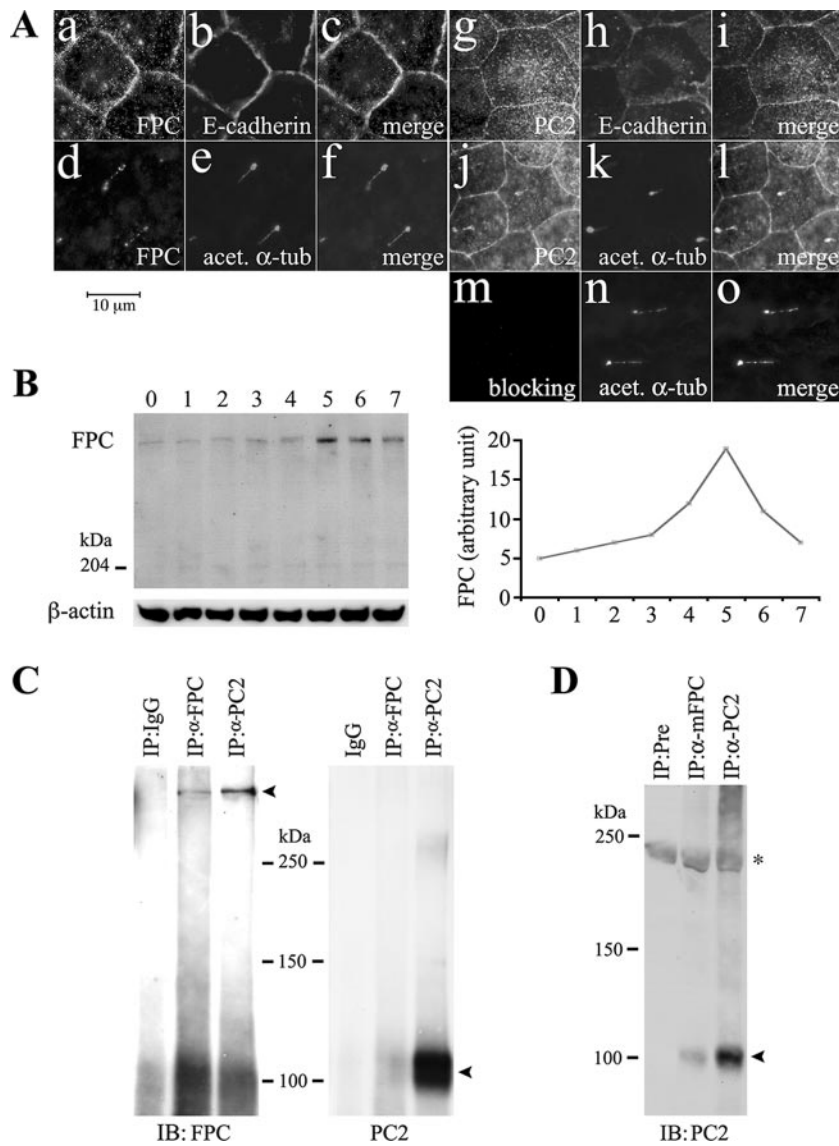 A
a b c g h i
FPC E-cadherin merge PC2 E-cadherin i merge
d e f j k l
FPC acet. α-tub merge PC2 acet. α-tub merge
10 μm
m n o
blocking acet. α-tub merge
B
0 1 2 3 4 5 6 7
FPC
kDa
204
β-actin
FPC (arbitrary unit)
20
15
10
5
0
0 1 2 3 4 5 6 7
C
IP:IgG IP:α-FPC IP:α-PC2
kDa
250
150
100
IB: FPC
IgG IP:α-FPC IP:α-PC2
PC2
D
IP:Pre IP:α-mFPC IP:α-PC2
kDa
250
*
150
100
IB: PC2